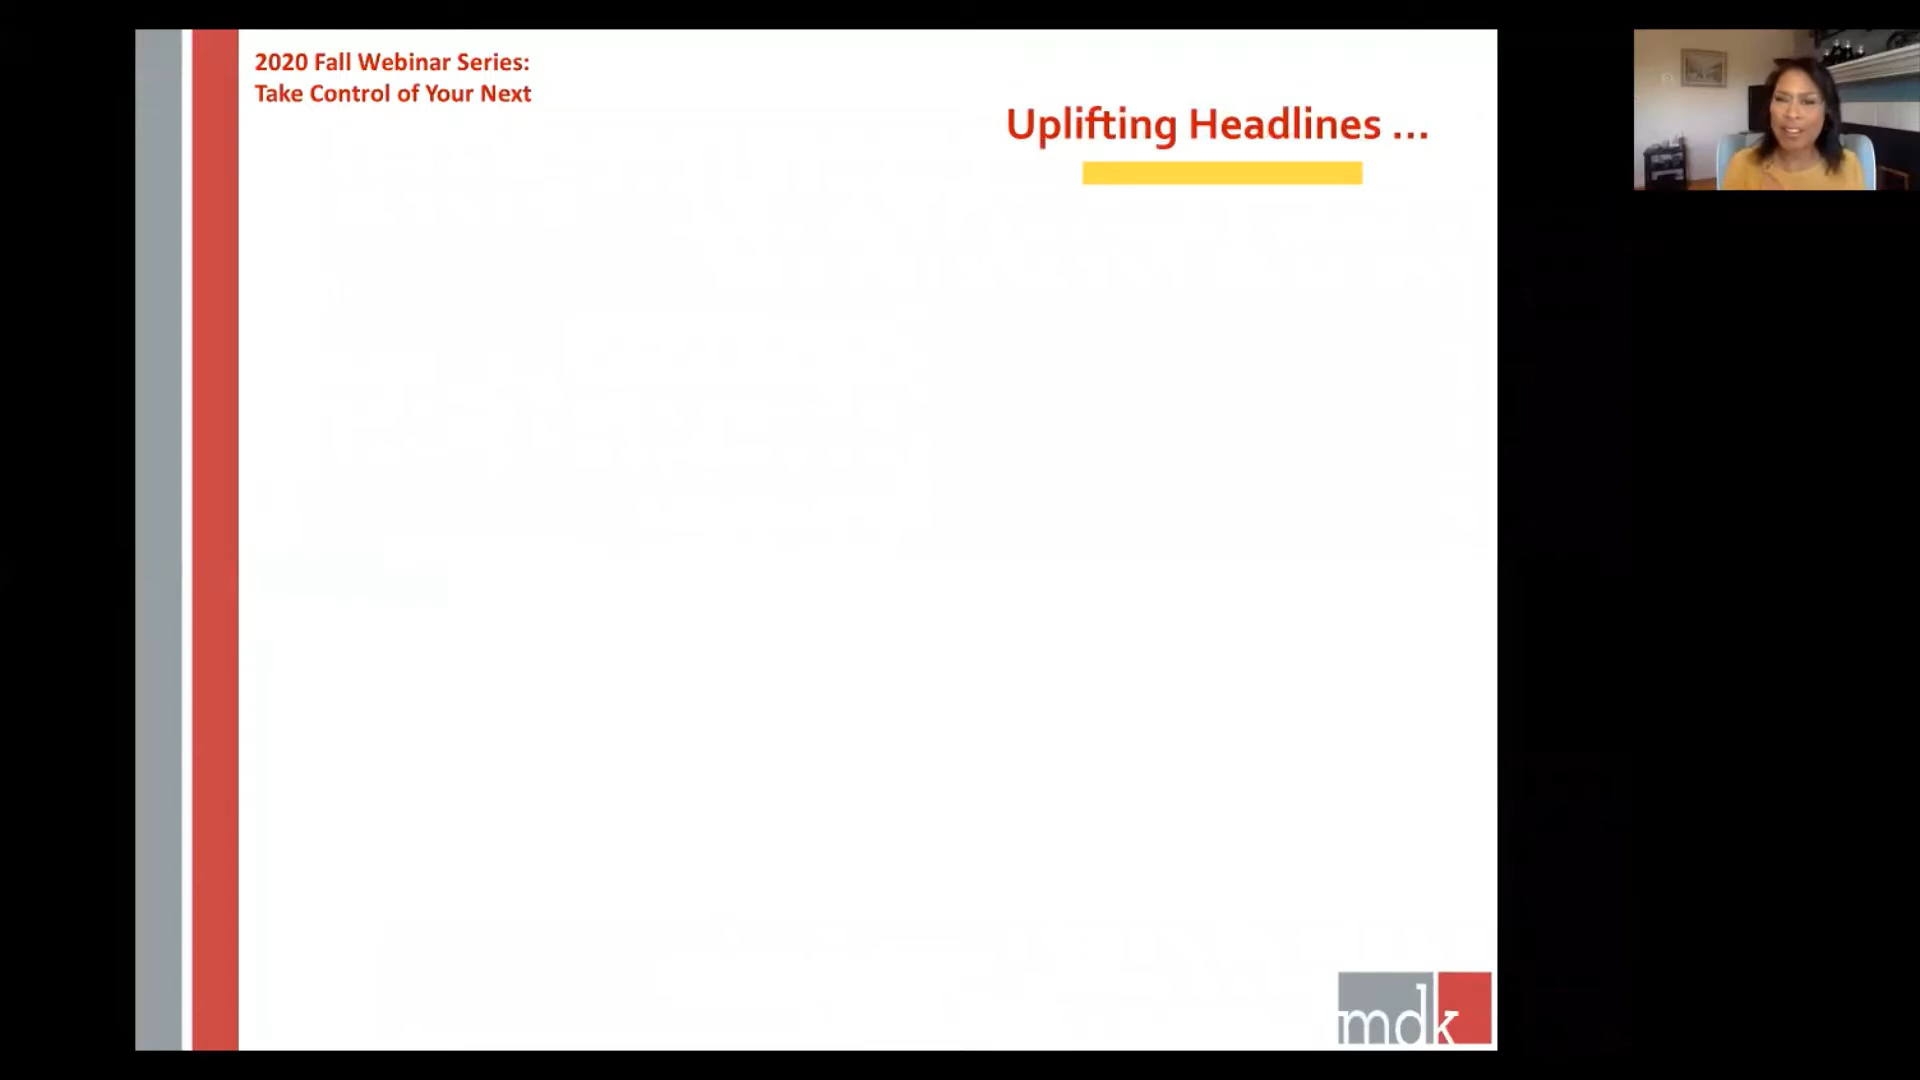 2020 Fall Webinar Series:
Take Control of Your Next
Uplifting Headlines ...
mdk